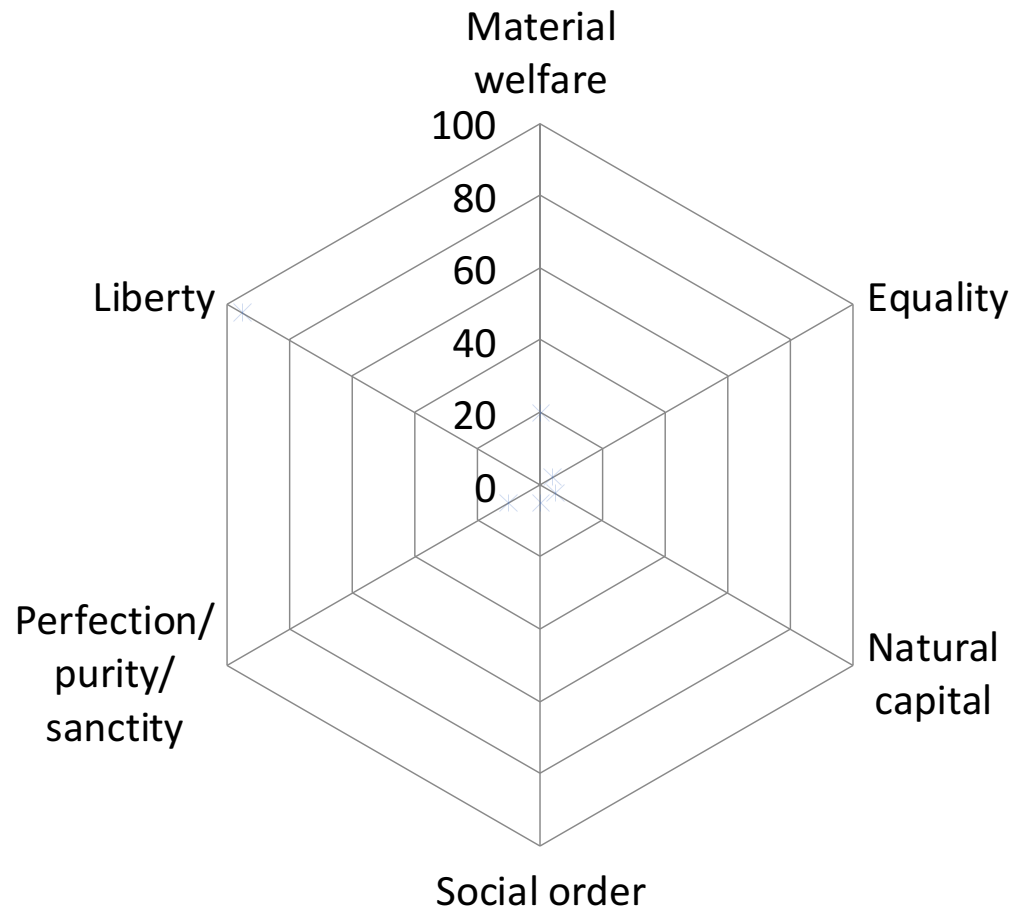 Material
welfare
100
80
60
40
20
0
Liberty
Equality
Perfection/
purity/
sanctity
Natural
capital
Social order